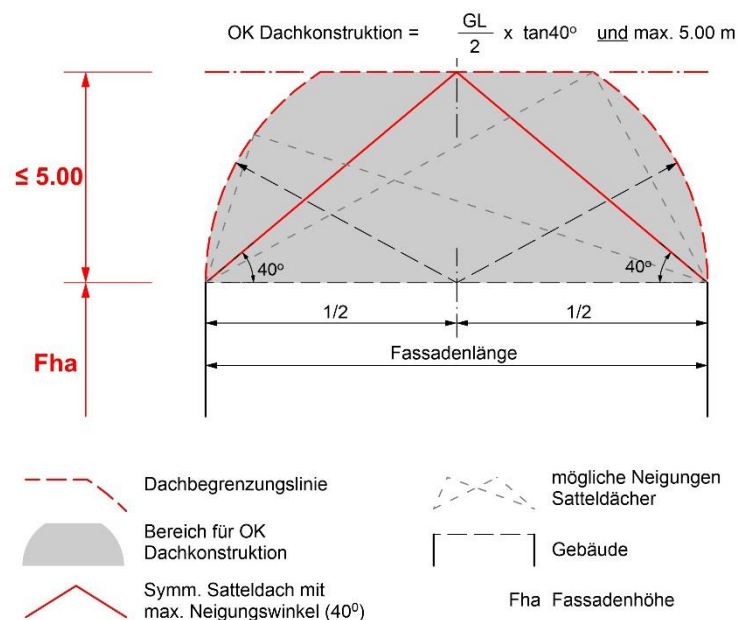 OK Dachkonstruktion = GL/2 x tan40° und max. 5.00 m
≤ 5.00
40°
40°
1/2
1/2
Fassadenlänge
Fha
Dachbegrenzungslinie
mögliche Neigungen
Satteldächer
Bereich für OK
Dachkonstruktion
Gebäude
Symm. Satteldach mit
max. Neigungswinkel (40⁰)
Fha Fassadenhöhe